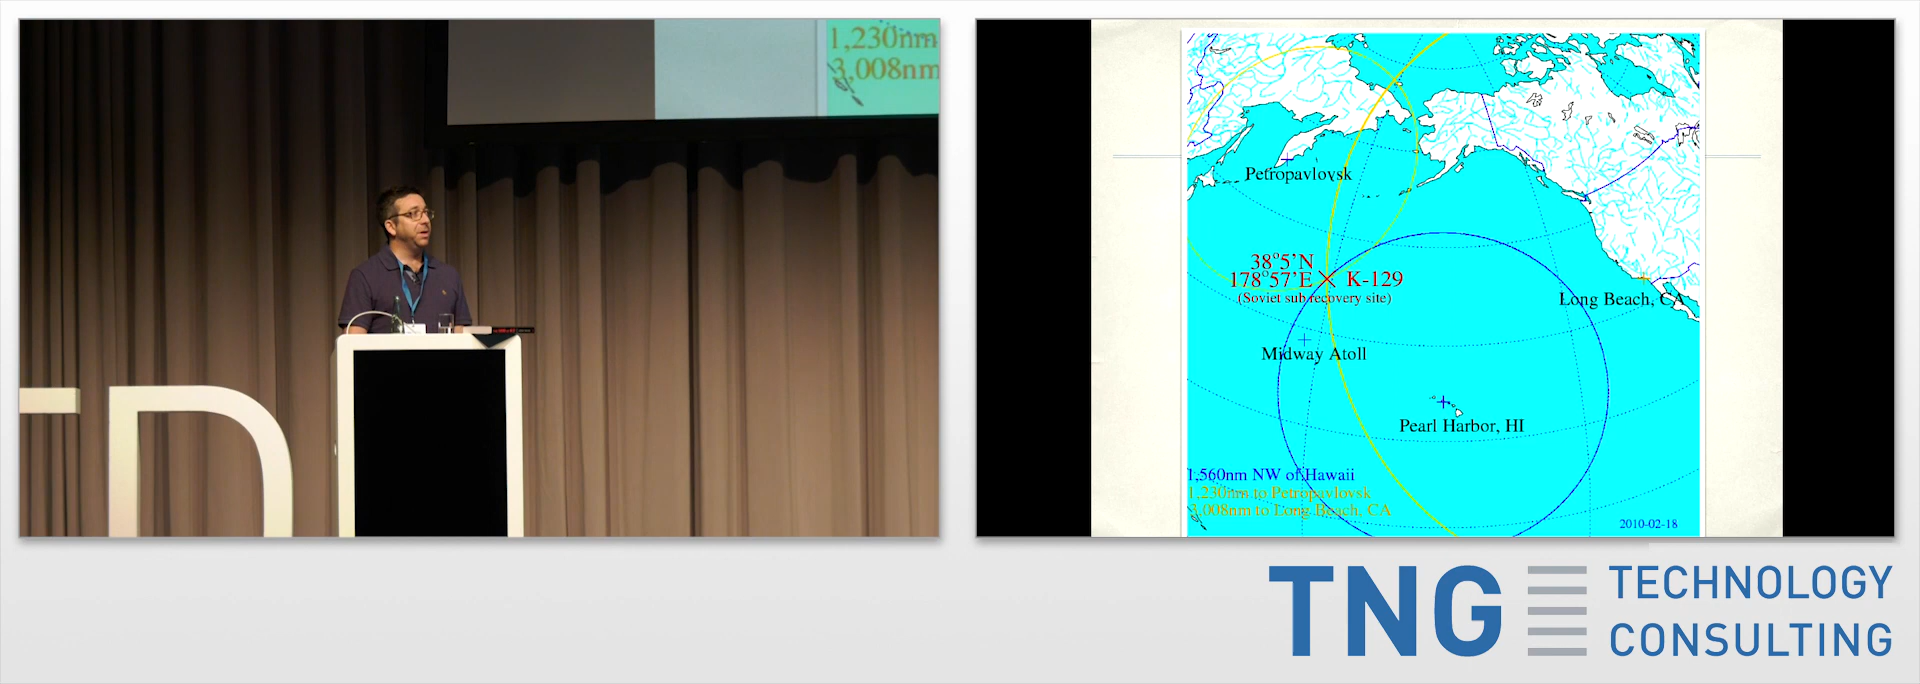 1,230nm
3,008nm
Petropavlovsk
38°5'N
178°57'E
K-129
(Soviet sub recovery site)
Long Beach, CA
Midway Atoll
Pearl Harbor, HI
1,560nm NW of Hawaii
1,230nm to Petropavlovsk
3,008nm to Long Beach, CA
2010-02-18
TNG
TECHNOLOGY
CONSULTING